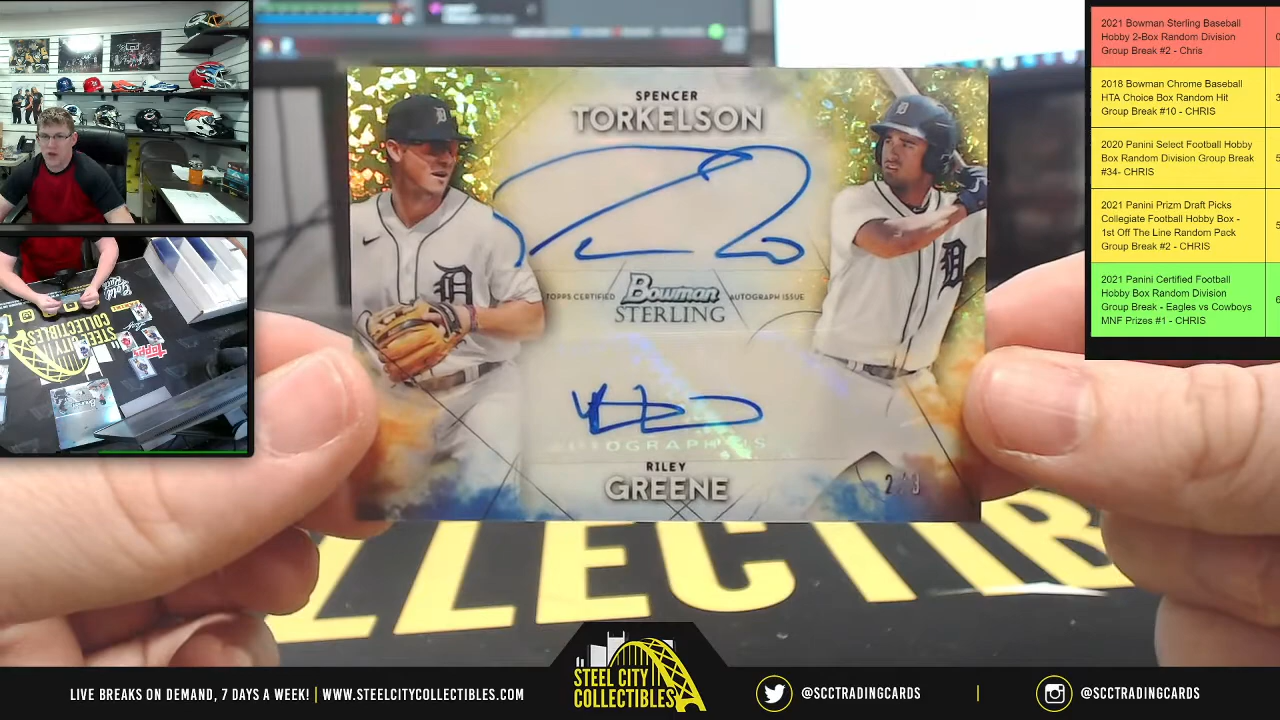 SPENCER
TORKELSON
TOPPS CERTIFIED
Bowman
STERLING
AUTOGRAPH ISSUE
AUTOGRAPHS
RILEY
GREENE
2021 Bowman Sterling Baseball
Hobby 2-Box Random Division
Group Break #2 - Chris
2018 Bowman Chrome Baseball
HTA Choice Box Random Hit
Group Break #10 - CHRIS
2020 Panini Select Football Hobby
Box Random Division Group Break
#34- CHRIS
2021 Panini Prizm Draft Picks
Collegiate Football Hobby Box -
1st Off The Line Random Pack
Group Break #2 - CHRIS
2021 Panini Certified Football
Hobby Box Random Division
Group Break - Eagles vs Cowboys
MNF Prizes #1 - CHRIS
LIVE BREAKS ON DEMAND, 7 DAYS A WEEK! | WWW.STEELCITYCOLLECTIBLES.COM
STEEL CITY
COLLECTIBLES
@SCCTRADINGCARDS
@SCCTRADINGCARDS